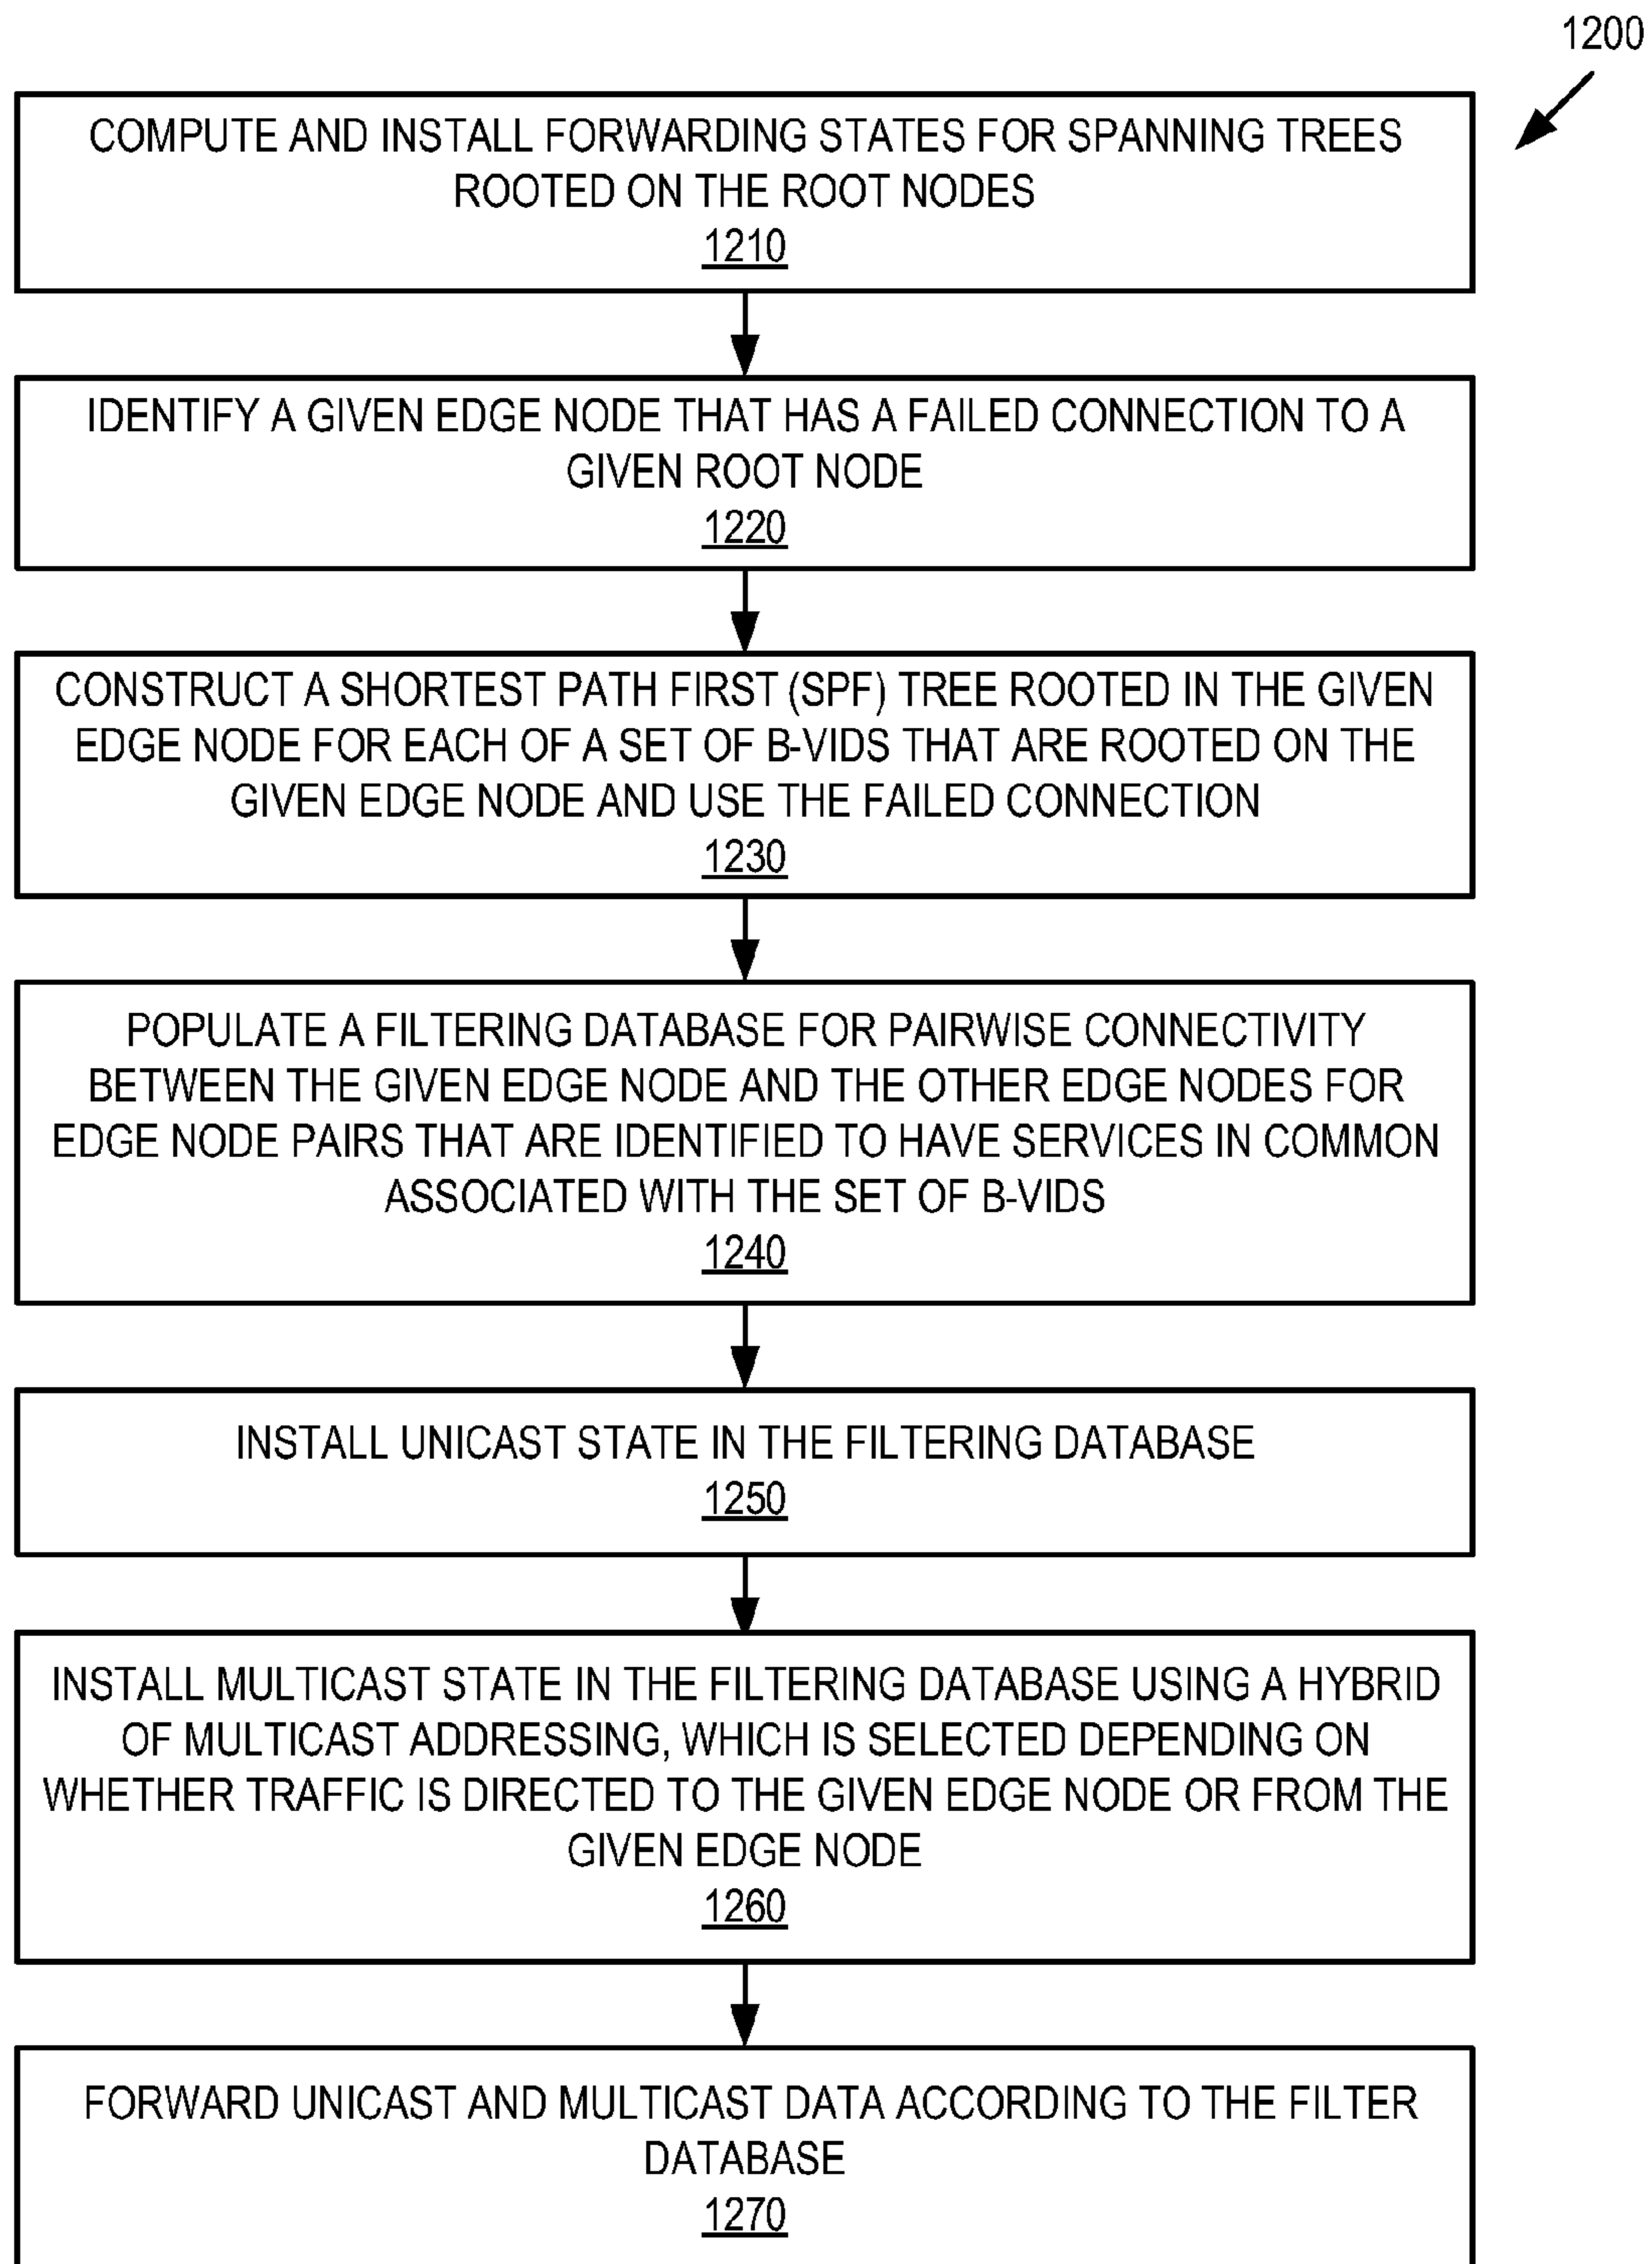 1200
COMPUTE AND INSTALL FORWARDING STATES FOR SPANNING TREES
ROOTED ON THE ROOT NODES
1210
IDENTIFY A GIVEN EDGE NODE THAT HAS A FAILED CONNECTION TO A
GIVEN ROOT NODE
1220
CONSTRUCT A SHORTEST PATH FIRST (SPF) TREE ROOTED IN THE GIVEN
EDGE NODE FOR EACH OF A SET OF B-VIDS THAT ARE ROOTED ON THE
GIVEN EDGE NODE AND USE THE FAILED CONNECTION
1230
POPULATE A FILTERING DATABASE FOR PAIRWISE CONNECTIVITY
BETWEEN THE GIVEN EDGE NODE AND THE OTHER EDGE NODES FOR
EDGE NODE PAIRS THAT ARE IDENTIFIED TO HAVE SERVICES IN COMMON
ASSOCIATED WITH THE SET OF B-VIDS
1240
INSTALL UNICAST STATE IN THE FILTERING DATABASE
1250
INSTALL MULTICAST STATE IN THE FILTERING DATABASE USING A HYBRID
OF MULTICAST ADDRESSING, WHICH IS SELECTED DEPENDING ON
WHETHER TRAFFIC IS DIRECTED TO THE GIVEN EDGE NODE OR FROM THE
GIVEN EDGE NODE
1260
FORWARD UNICAST AND MULTICAST DATA ACCORDING TO THE FILTER
DATABASE
1270